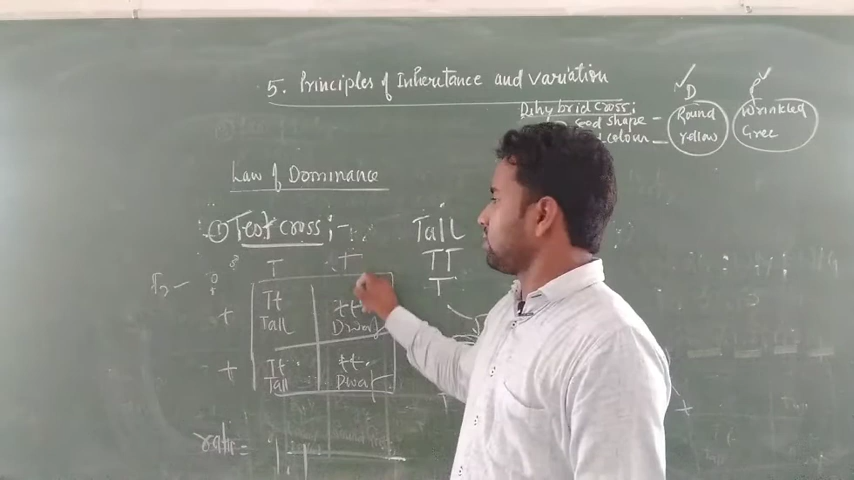 5. Principles of Inheretance and variation
Dihybrid cross;
seed shape - Round
colour - Yellow
D
Wrinkled
Gree
Law of Dominance
① Test cross;-
Tall
TT
T
T t
t Tt tt
Tall Dwarf
t Tt tt
Tall Dwarf
ratio =